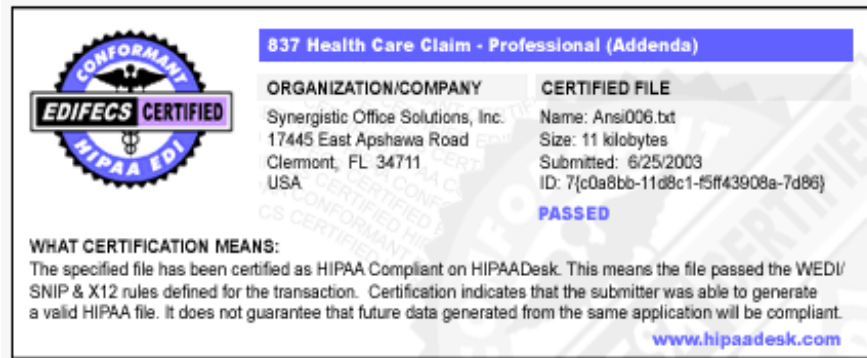 CONFORMANT
EDIFECS CERTIFIED
HIPAA EDI
837 Health Care Claim - Professional (Addenda)
ORGANIZATION/COMPANY
Synergistic Office Solutions, Inc.
17445 East Apshawa Road
Clermont, FL 34711
USA
CERTIFIED FILE
Name: Ansi006.txt
Size: 11 kilobytes
Submitted: 6/25/2003
ID: 7{c0a8bb-11d8c1-f5ff43908a-7d86}
PASSED
WHAT CERTIFICATION MEANS:
The specified file has been certified as HIPAA Compliant on HIPAADesk. This means the file passed the WEDI/
SNIP & X12 rules defined for the transaction. Certification indicates that the submitter was able to generate
a valid HIPAA file. It does not guarantee that future data generated from the same application will be compliant.
www.hipaadesk.com